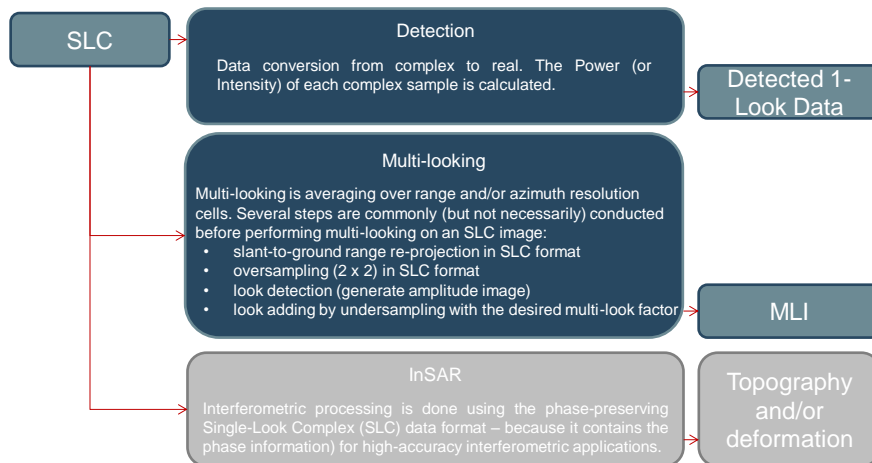 SLC
Detection
Data conversion from complex to real. The Power (or
Intensity) of each complex sample is calculated.
Detected 1-
Look Data
Multi-looking
Multi-looking is averaging over range and/or azimuth resolution
cells. Several steps are commonly (but not necessarily) conducted
before performing multi-looking on an SLC image:
• slant-to-ground range re-projection in SLC format
• oversampling (2 x 2) in SLC format
• look detection (generate amplitude image)
• look adding by undersampling with the desired multi-look factor
MLI
InSAR
Interferometric processing is done using the phase-preserving
Single-Look Complex (SLC) data format – because it contains the
phase information) for high-accuracy interferometric applications.
Topography
and/or
deformation